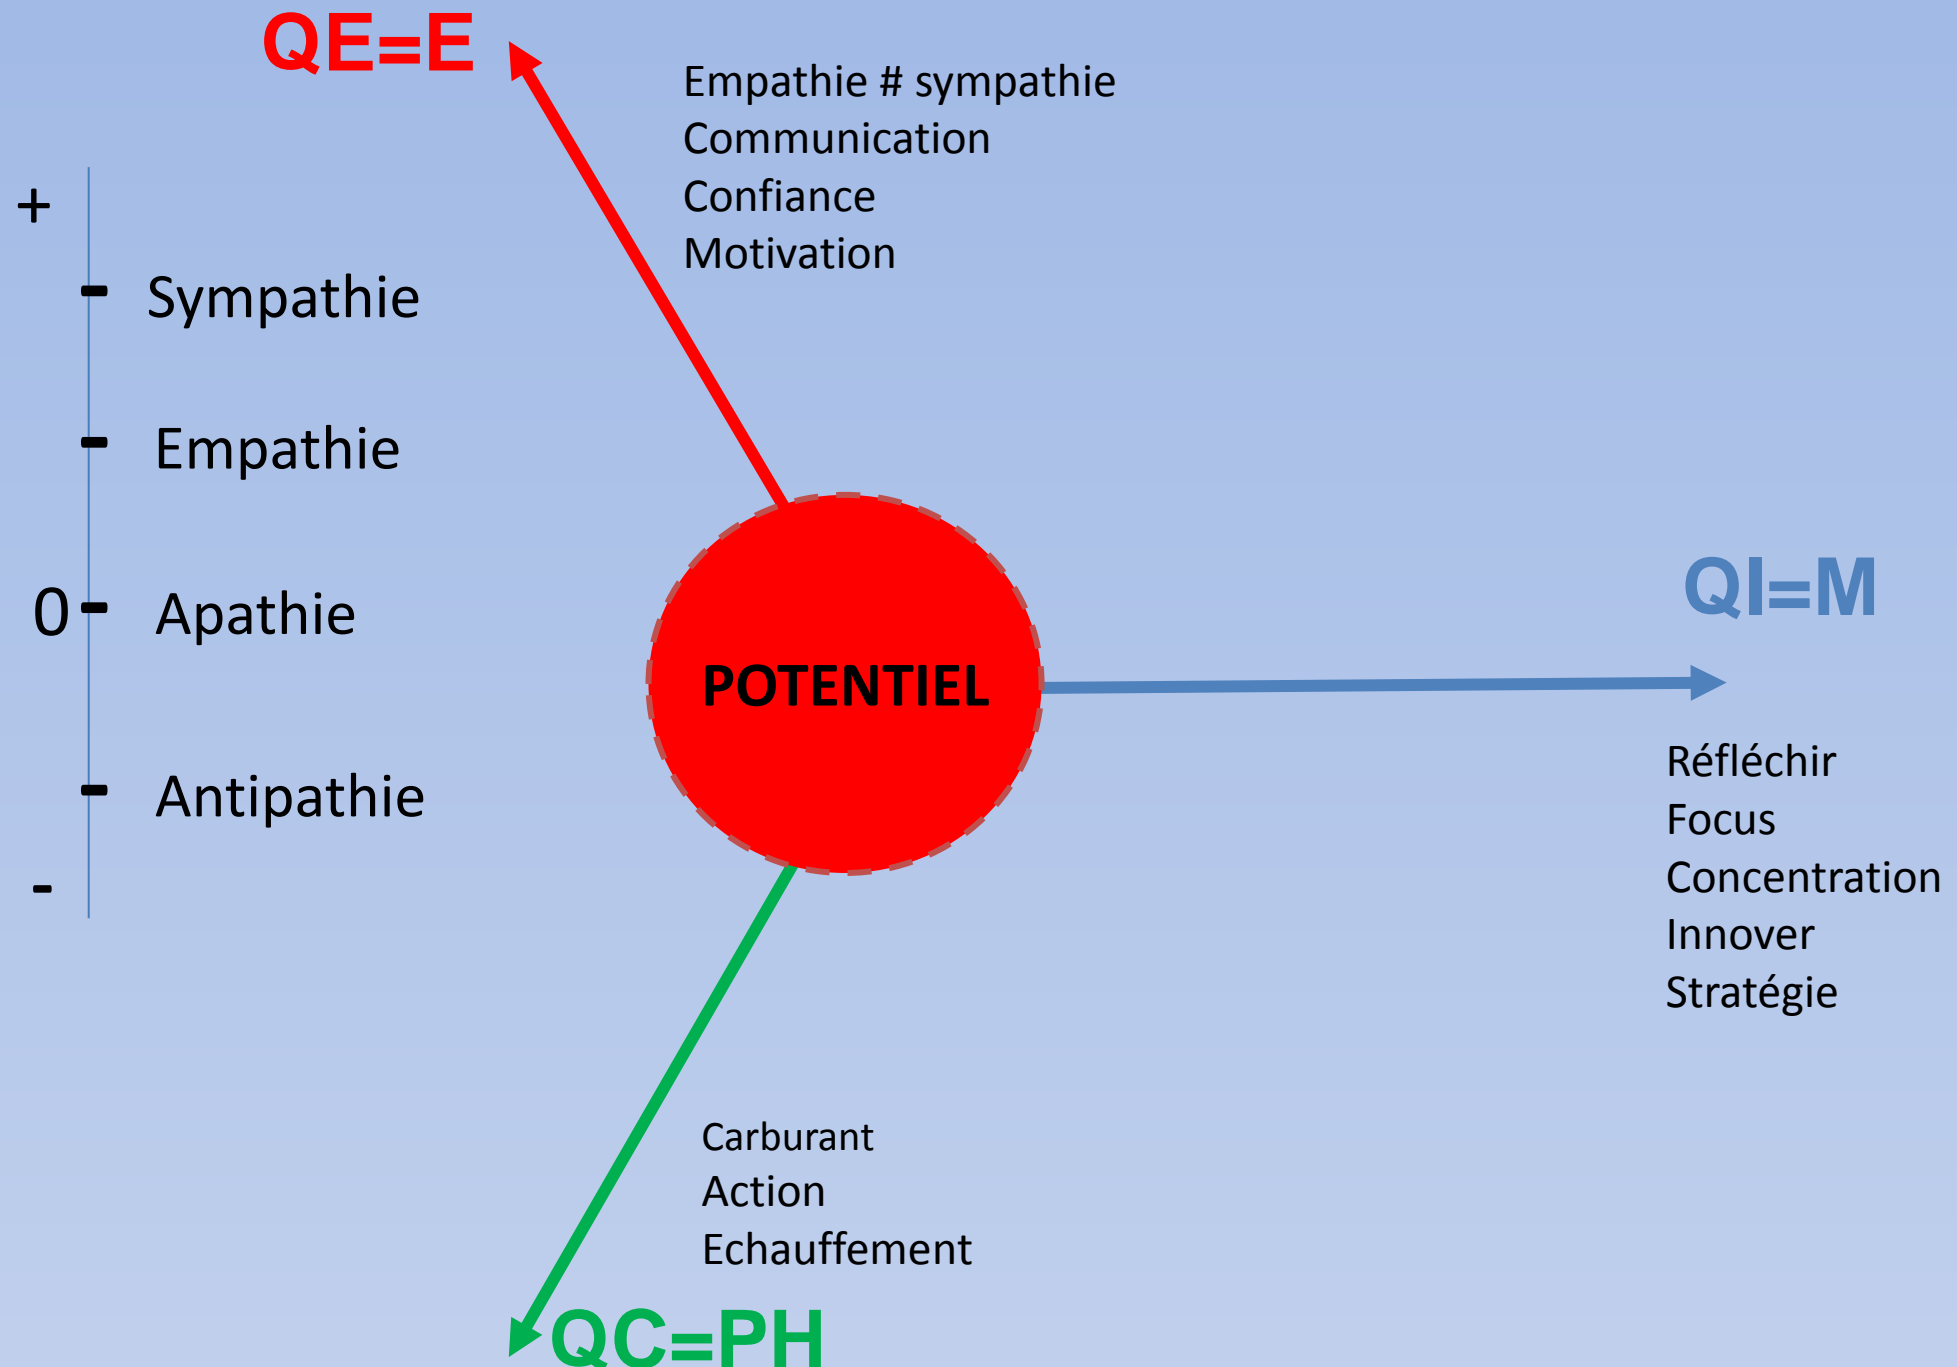 QE=E
Empathie # sympathie
Communication
Confiance
Motivation
+
Sympathie
Empathie
0 Apathie
Antipathie
-
POTENTIEL
QI=M
Réfléchir
Focus
Concentration
Innover
Stratégie
Carburant
Action
Echauffement
QC=PH